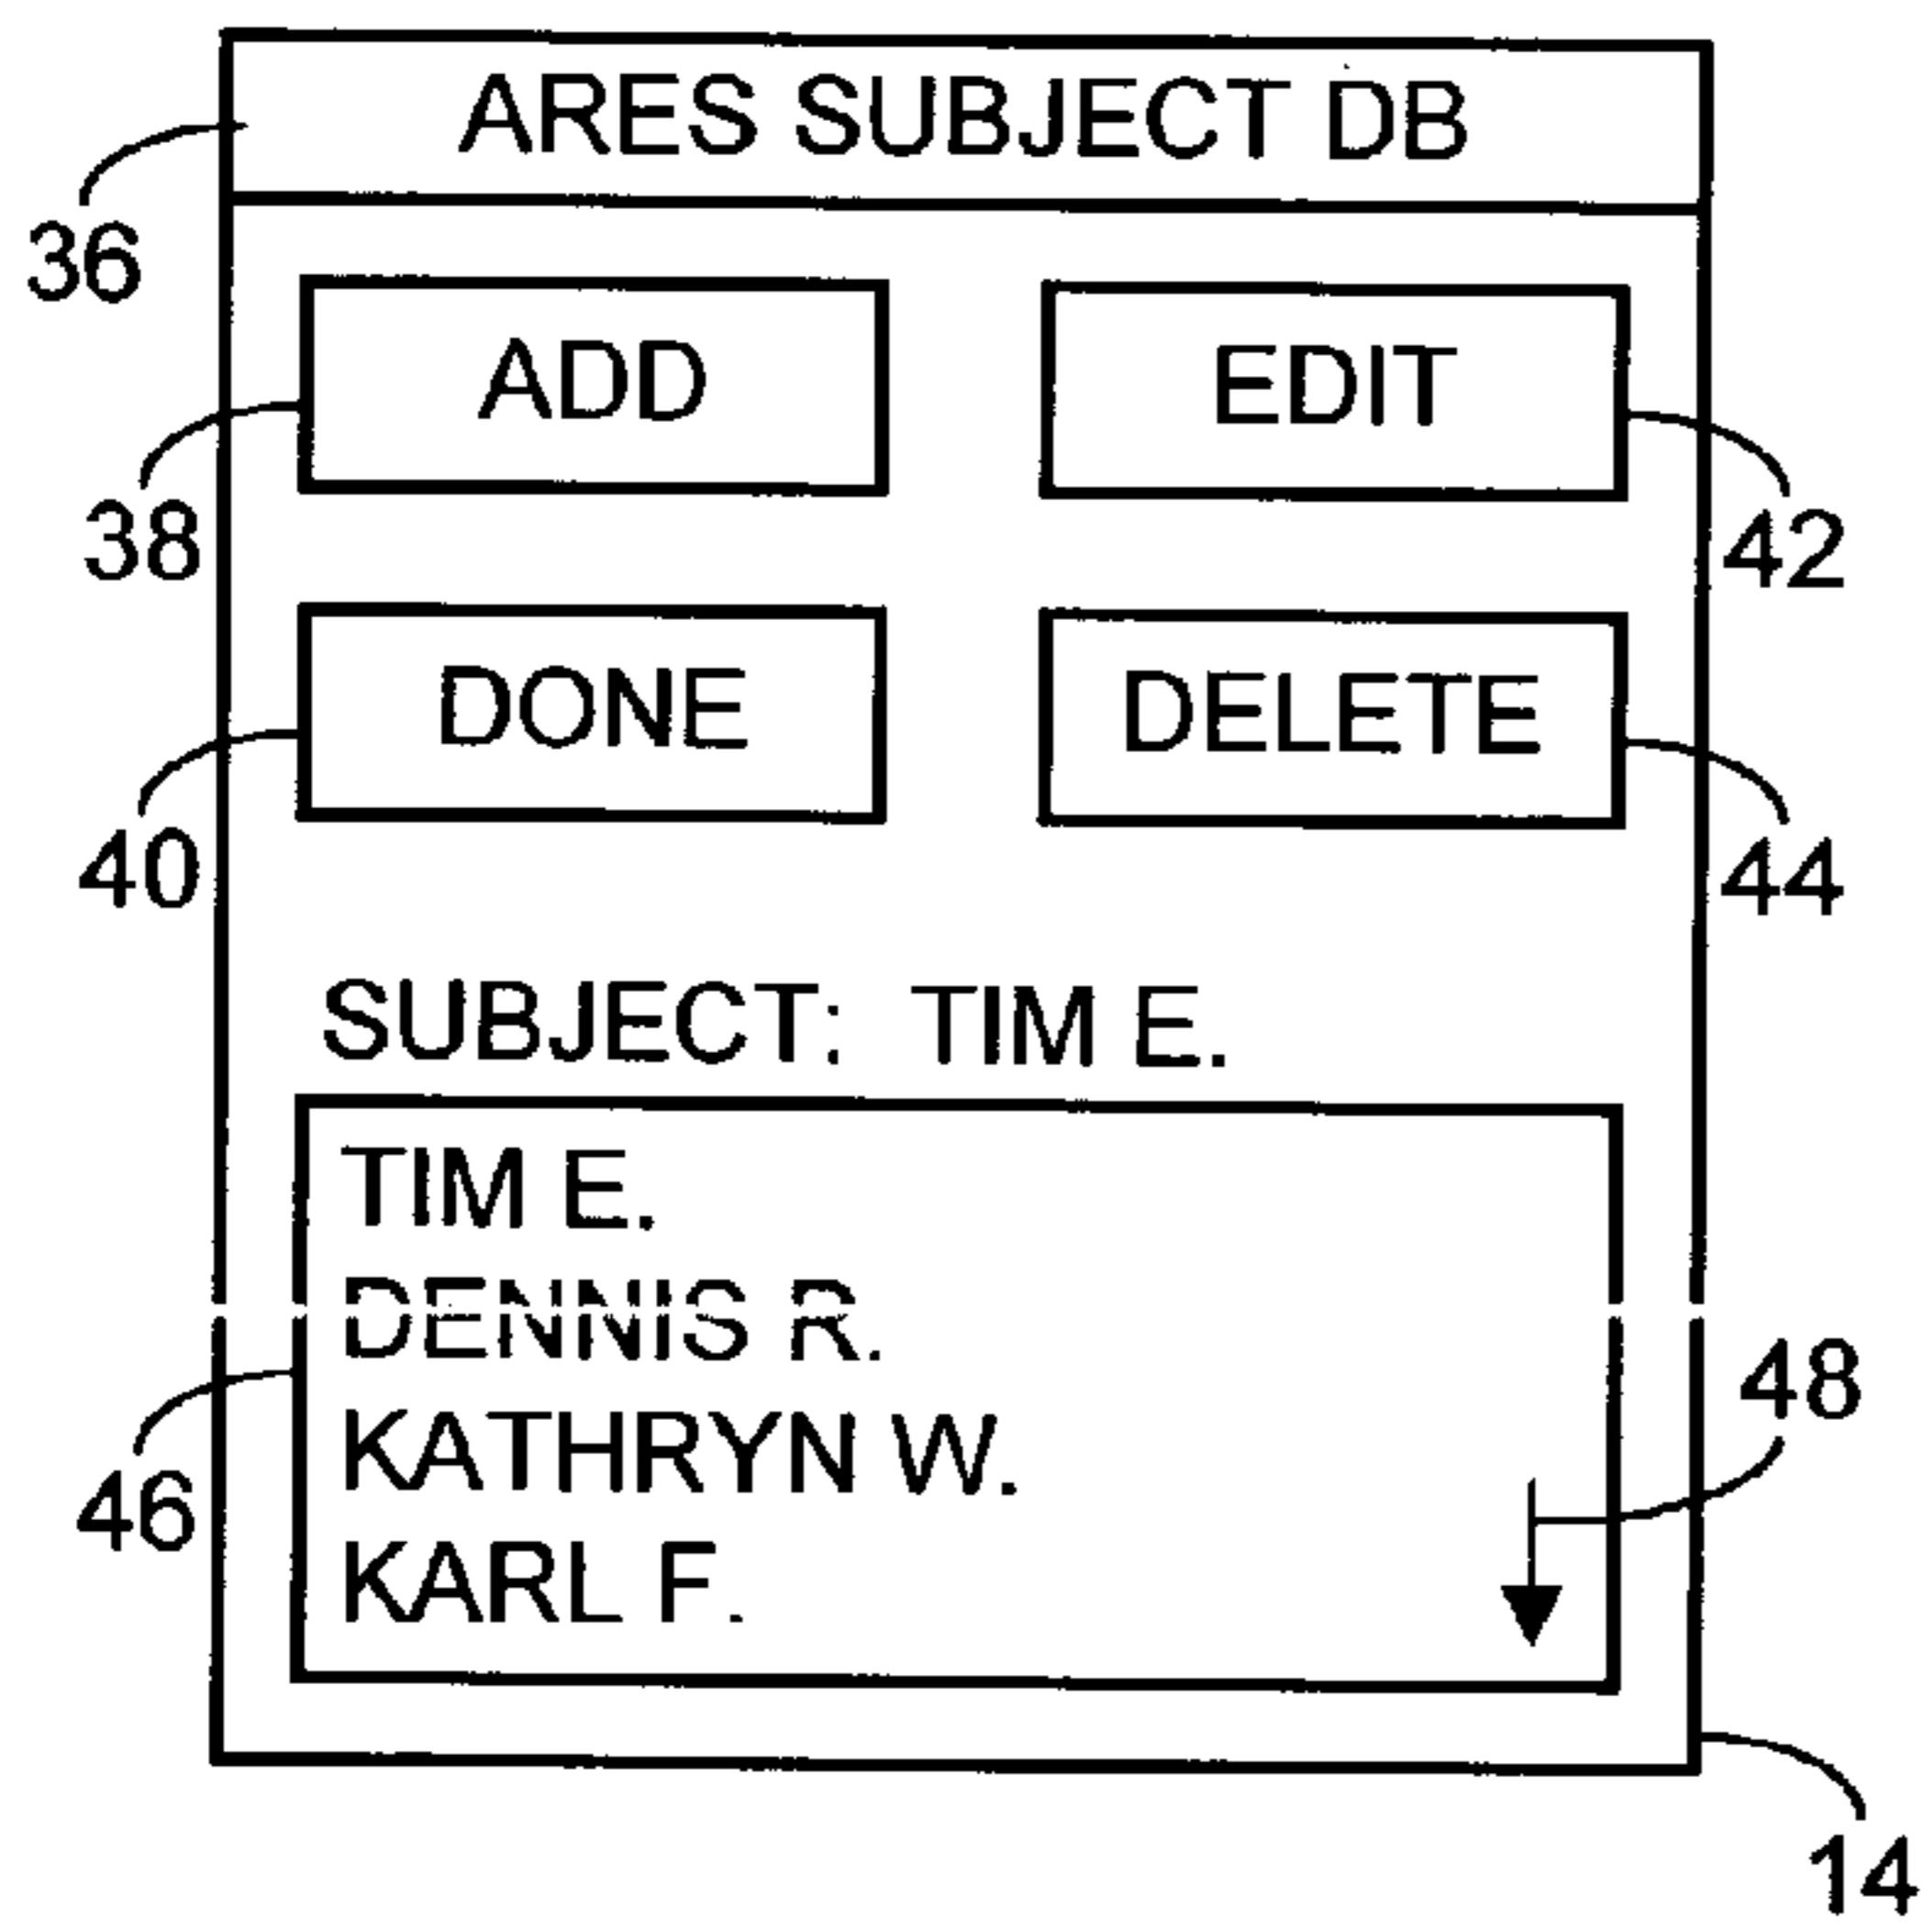 ARES SUBJECT DB
36
ADD
EDIT
38
42
DONE
DELETE
40
44
SUBJECT: TIM E.
TIM E.
DENNIS R.
48
KATHRYN W.
46
KARL F.
14